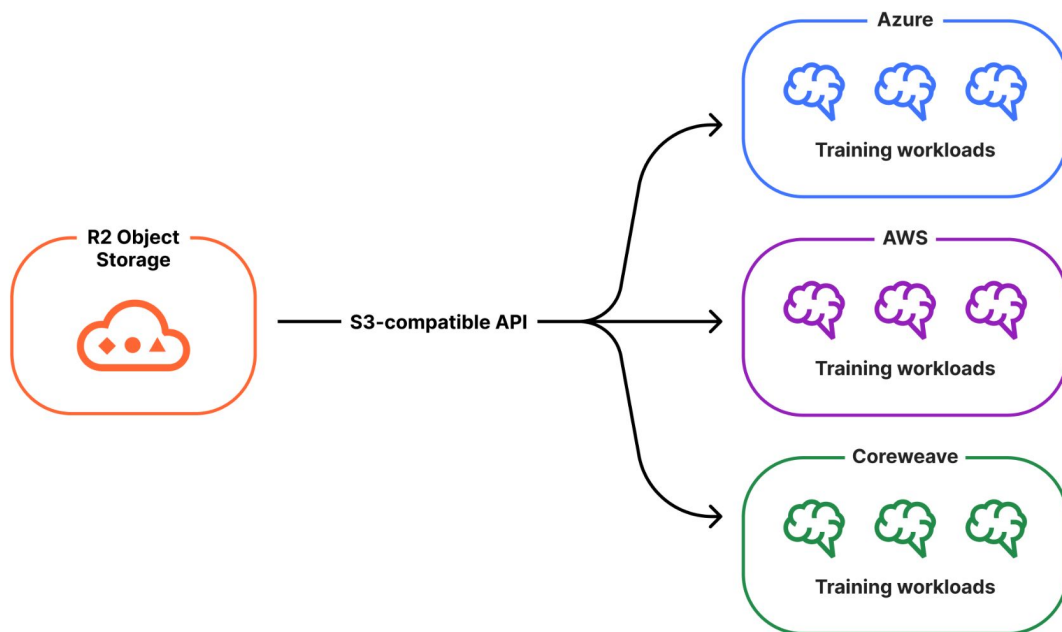 R2 Object
Storage
S3-compatible API
Azure
Training workloads
AWS
Training workloads
Coreweave
Training workloads